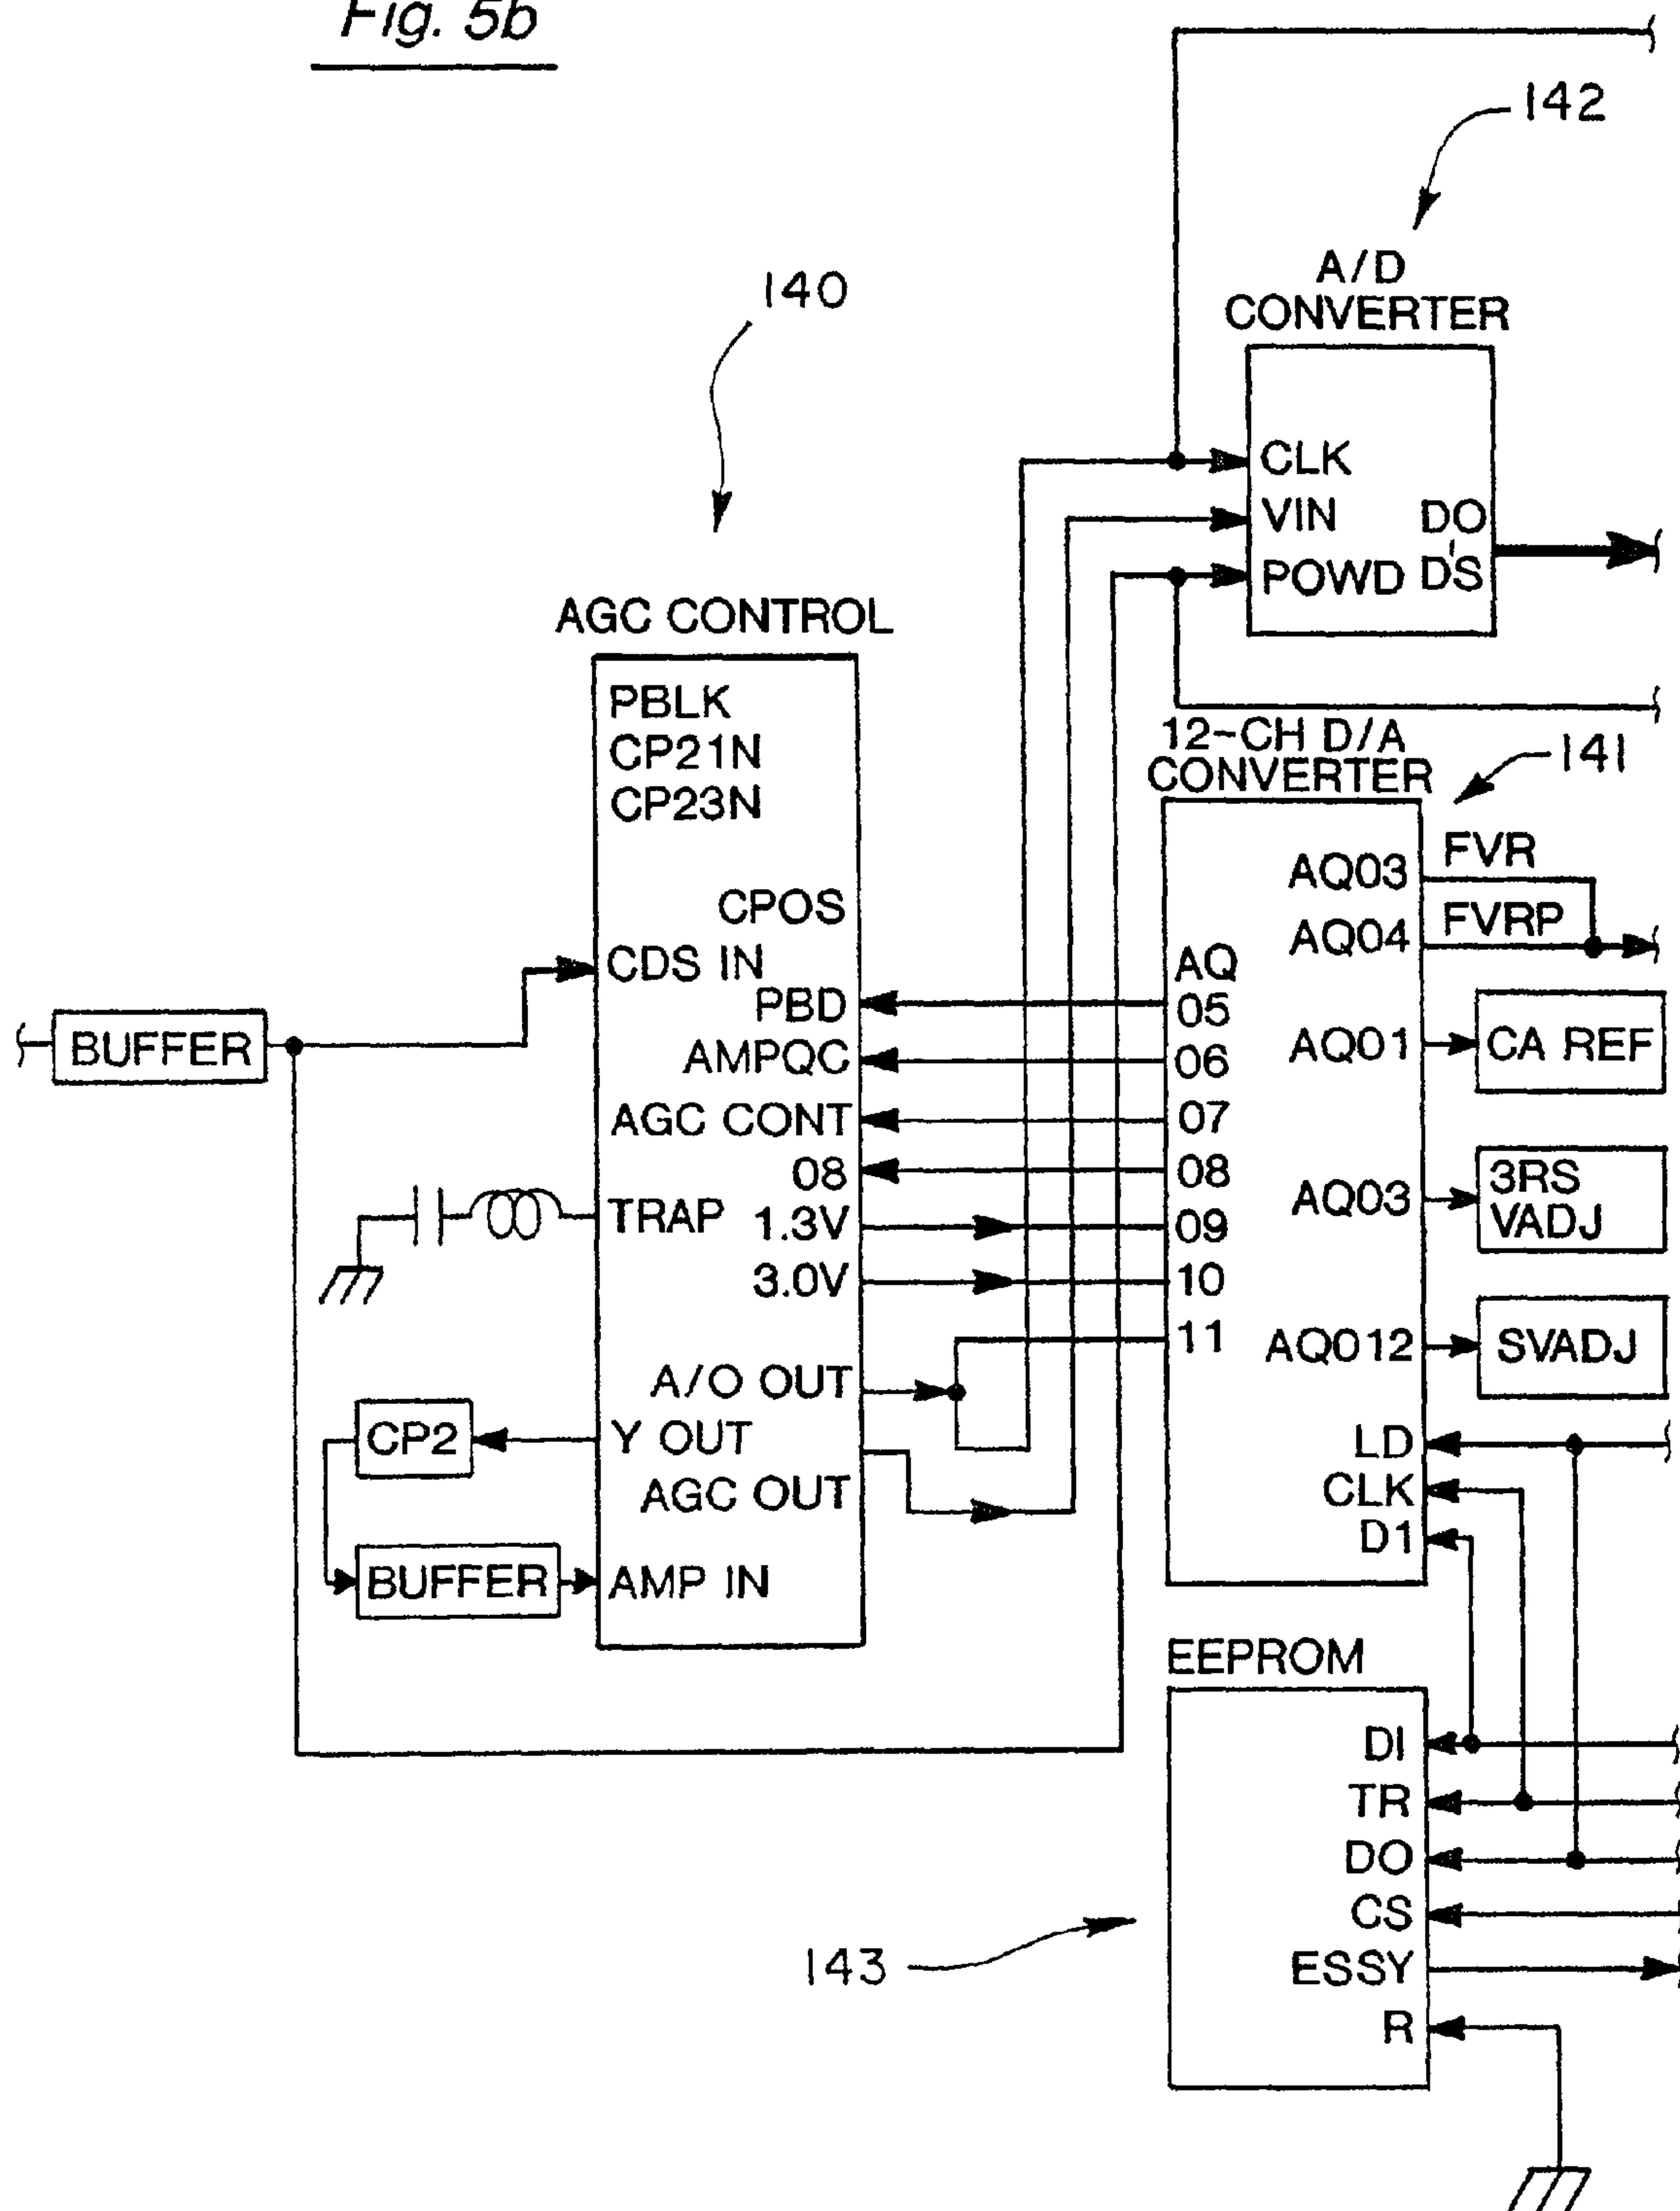 Fig. 5b
142
A/D
CONVERTER
CLK
VIN
POWD
DO
DS
140
AGC CONTROL
PBLK
CP21N
CP23N
CPOS
CDS IN
PBD
AMPQC
AGC CONT
08
TRAP
1.3V
3.0V
A/O OUT
Y OUT
AGC OUT
AMP IN
BUFFER
CP2
BUFFER
12-CH D/A
CONVERTER
141
AQ03
FVR
AQ04
FVRP
AQ
05
06
07
08
09
10
11
AQ01
CA REF
AQ03
3RS
VADJ
AQ012
SVADJ
LD
CLK
D1
EEPROM
DI
TR
DO
CS
ESSY
R
143